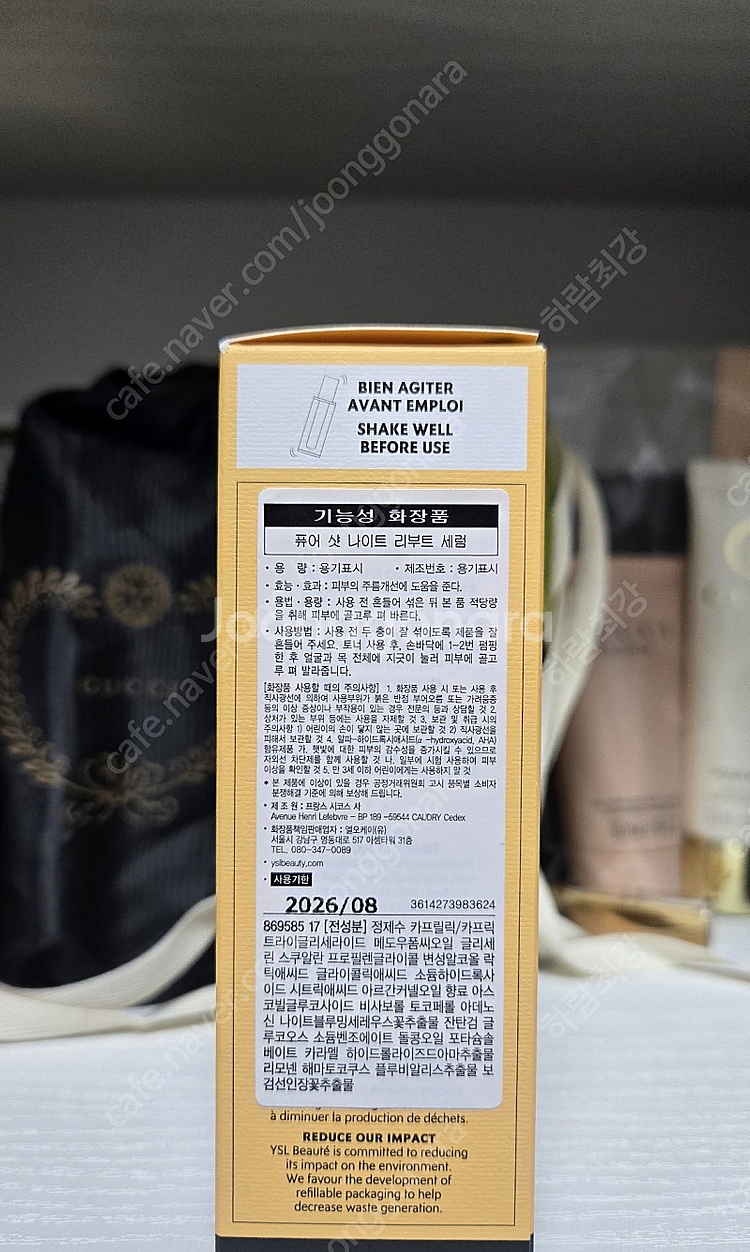 BIEN AGITER
AVANT EMPLOI
SHAKE WELL
BEFORE USE
기능성 화장품
퓨어 샷 나이트 리부트 세럼
· 용 량 : 용기표시 · 제조번호 : 용기표시
· 효능 · 효과 : 피부의 주름개선에 도움을 준다.
· 용법 · 용량 : 사용 전 흔들어 섞은 뒤 본 품 적당량
을 취해 피부에 골고루 펴 바른다.
· 사용방법 : 사용 전 두 층이 잘 섞이도록 제품을 잘
흔들어 주세요. 토너 사용 후, 손바닥에 1-2번 펌핑
한 후 얼굴과 목 전체에 지긋이 눌러 피부에 골고
루 펴 발라줍니다.
[화장품 사용할 때의 주의사항] 1. 화장품 사용 시 또는 사용 후
직사광선에 의하여 사용부위가 붉은 반점 부어오름 또는 가려움증
등의 이상 증상이나 부작용이 있는 경우 전문의 등과 상담할 것 2.
상처가 있는 부위 등에는 사용을 자제할 것 3. 보관 및 취급 시의
주의사항 1) 어린이의 손이 닿지 않는 곳에 보관할 것 2) 직사광선을
피해서 보관할 것 4. 알파-하이드록시애시드(α-hydroxyacid, AHA)
함유제품 가. 햇빛에 대한 피부의 감수성을 증가시킬 수 있으므로
자외선 차단제를 함께 사용할 것 나. 일부에 시험 사용하여 피부
이상을 확인할 것 5. 만 3세 이하 어린이에게는 사용하지 말 것
* 본 제품에 이상이 있을 경우 공정거래위원회 고시 품목별 소비자
분쟁해결 기준에 의해 보상해 드립니다.
· 제 조 원 : 프랑스 시코스 사
Avenue Henri Lefebvre - BP 189 -59544 CAUDRY Cedex
· 화장품책임판매업자 : 엘오케이(유)
서울시 강남구 영동대로 517 아셈타워 31층
TEL. 080-347-0089
· yslbeauty.com
· 사용기한
2026/08 3614273983624
869585 17 [전성분] 정제수 카프릴릭/카프릭
트라이글리세라이드 메도우폼씨오일 글리세
린 스쿠알란 프로필렌글라이콜 변성알코올 락
틱애씨드 글라이콜릭애씨드 소듐하이드록사
이드 시트릭애씨드 아르간커넬오일 향료 아스
코빌글루코사이드 비사보롤 토코페롤 아데노
신 나이트블루밍세레우스꽃추출물 잔탄검 글
루코오스 소듐벤조에이트 돌콩오일 포타슘솔
베이트 카라멜 하이드롤라이즈드아마추출물
리모넨 해마토코쿠스 플루비알리스추출물 보
검선인장꽃추출물
à diminuer la production de déchets.
REDUCE OUR IMPACT
YSL Beauté is committed to reducing
its impact on the environment.
We favour the development of
refillable packaging to help
decrease waste generation.
GUCCI
cafe.naver.com/joonggonara
하람최강
Joonggonara